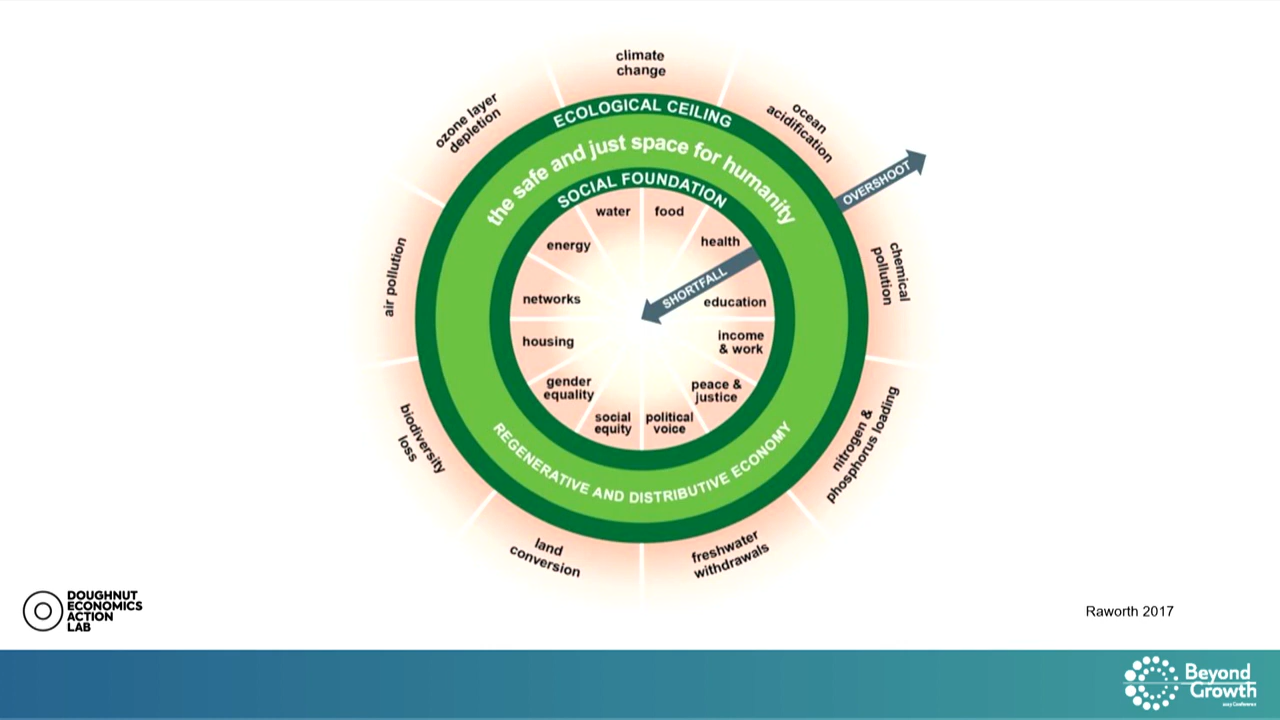 climate
change
ozone layer
depletion
ocean
acidification
ECOLOGICAL CEILING
the safe and just space for humanity
SOCIAL FOUNDATION
OVERSHOOT
water
food
energy
health
air pollution
chemical
pollution
SHORTFALL
networks
education
housing
income
& work
gender
equality
peace &
justice
social
equity
political
voice
biodiversity
loss
nitrogen &
phosphorus loading
REGENERATIVE AND DISTRIBUTIVE ECONOMY
land
conversion
freshwater
withdrawals
DOUGHNUT
ECONOMICS
ACTION
LAB
Raworth 2017
Beyond
Growth
2023 Conference